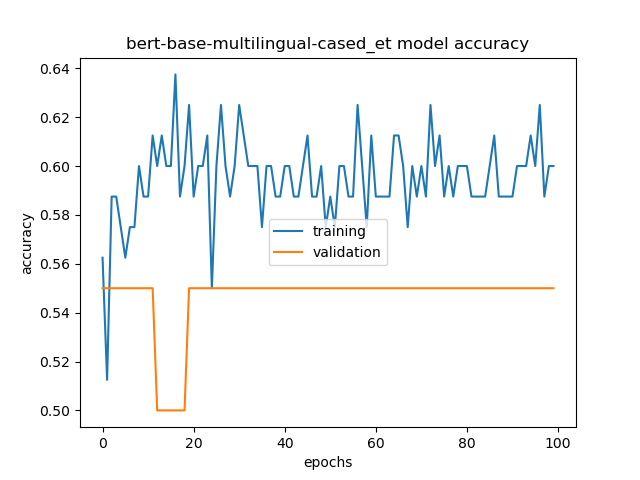 bert-base-multilingual-cased_et model accuracy
accuracy
0.64
0.62
0.60
0.58
0.56
0.54
0.52
0.50
training
validation
0 20 40 60 80 100
epochs